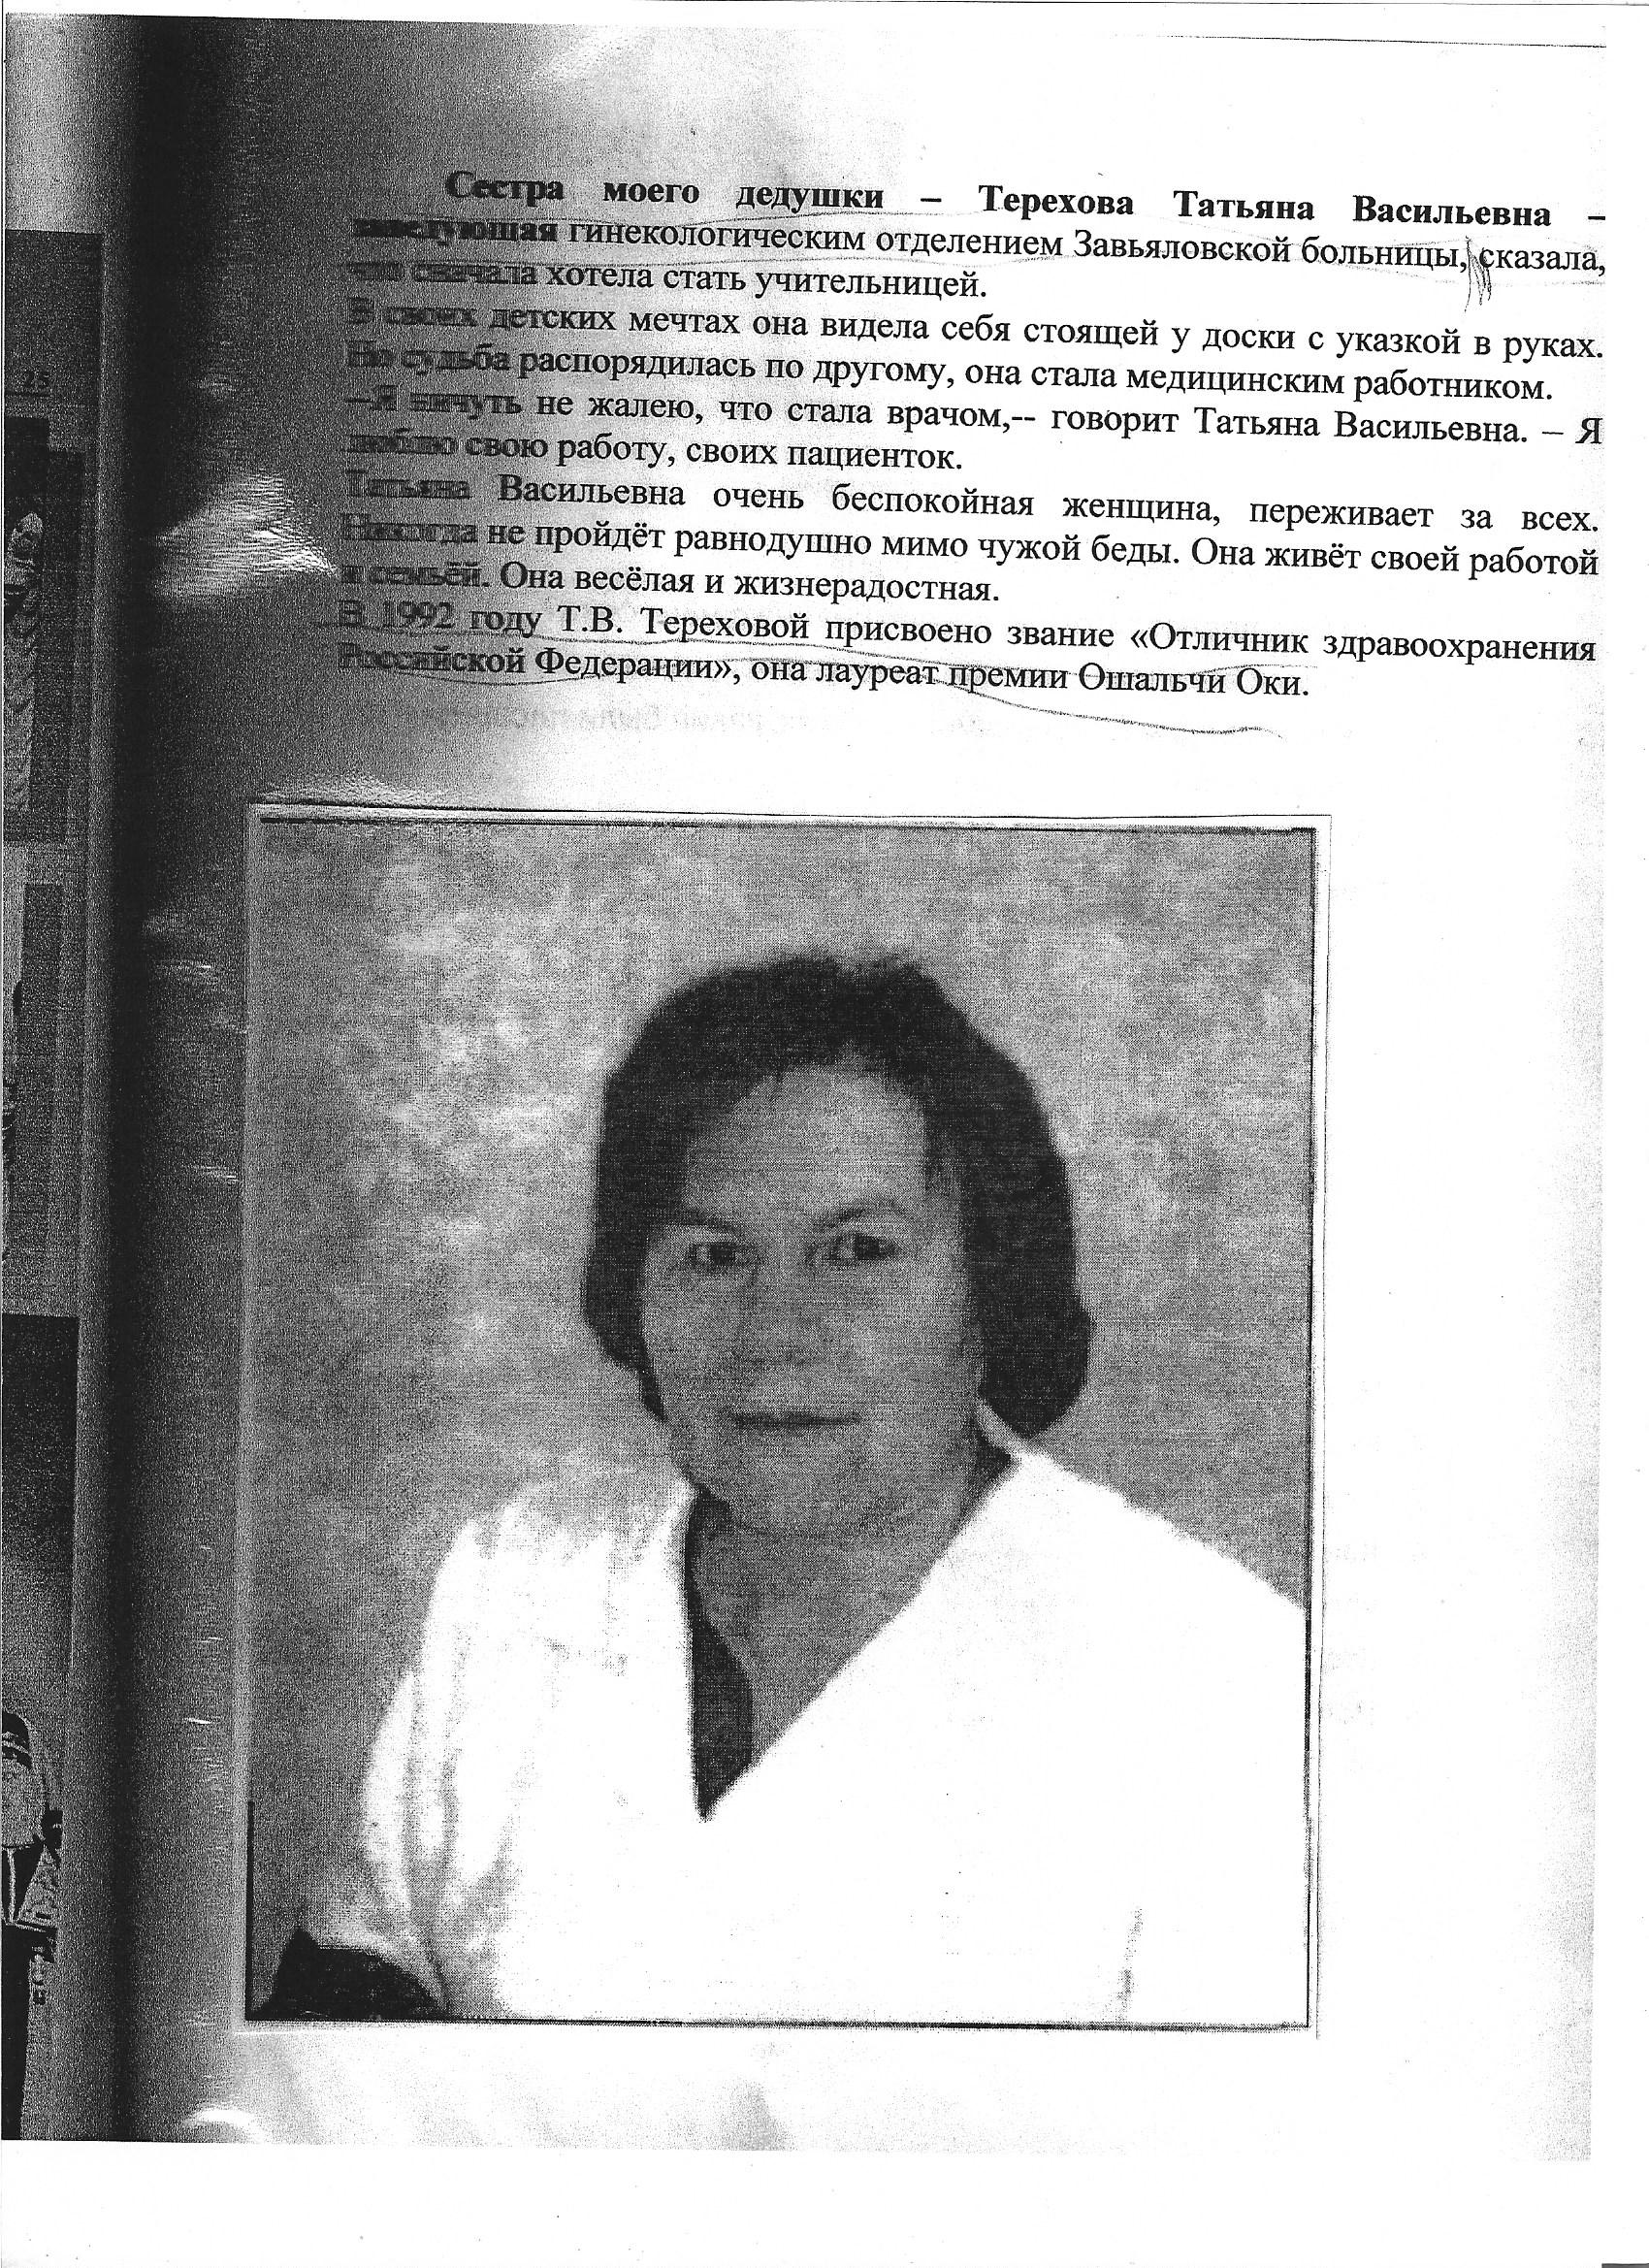 25
Сестра моего дедушки – Терехова Татьяна Васильевна –
заведующая гинекологическим отделением Завьяловской больницы, сказала,
что сначала хотела стать учительницей.
В своих детских мечтах она видела себя стоящей у доски с указкой в руках.
Но судьба распорядилась по другому, она стала медицинским работником.
–Я ничуть не жалею, что стала врачом,-- говорит Татьяна Васильевна. – Я
люблю свою работу, своих пациенток.
Татьяна Васильевна очень беспокойная женщина, переживает за всех.
Никогда не пройдёт равнодушно мимо чужой беды. Она живёт своей работой
и семьёй. Она весёлая и жизнерадостная.
В 1992 году Т.В. Тереховой присвоено звание «Отличник здравоохранения
Российской Федерации», она лауреат премии Ошальчи Оки.